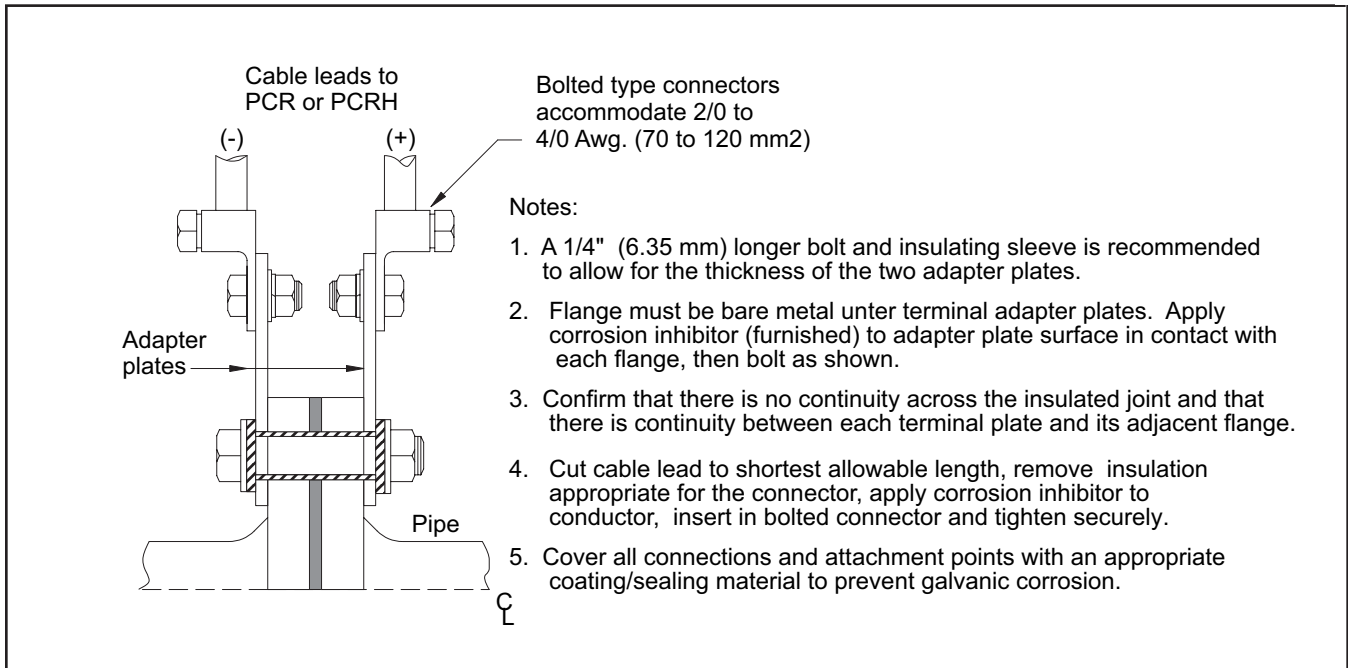 Cable leads to
PCR or PCRH
(-)
(+)
Bolted type connectors
accommodate 2/0 to
4/0 Awg. (70 to 120 mm2)
Adapter
plates
Pipe
CL
Notes:
1. A 1/4" (6.35 mm) longer bolt and insulating sleeve is recommended
to allow for the thickness of the two adapter plates.
2. Flange must be bare metal unter terminal adapter plates. Apply
corrosion inhibitor (furnished) to adapter plate surface in contact with
each flange, then bolt as shown.
3. Confirm that there is no continuity across the insulated joint and that
there is continuity between each terminal plate and its adjacent flange.
4. Cut cable lead to shortest allowable length, remove insulation
appropriate for the connector, apply corrosion inhibitor to
conductor, insert in bolted connector and tighten securely.
5. Cover all connections and attachment points with an appropriate
coating/sealing material to prevent galvanic corrosion.